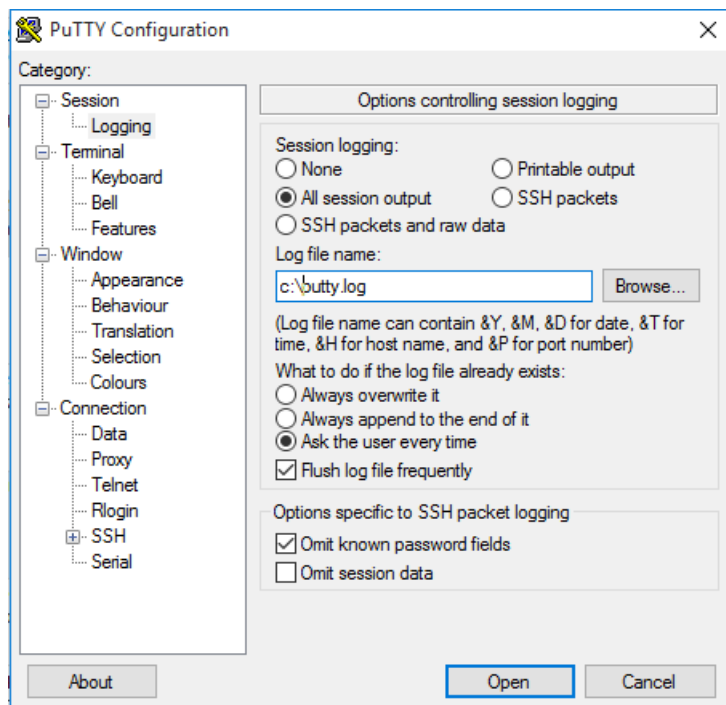 PuTTY Configuration
Category:
Session
Logging
Terminal
Keyboard
Bell
Features
Window
Appearance
Behaviour
Translation
Selection
Colours
Connection
Data
Proxy
Telnet
Rlogin
SSH
Serial
Options controlling session logging
Session logging:
None
Printable output
All session output
SSH packets
SSH packets and raw data
Log file name:
c:\putty.log
Browse...
(Log file name can contain &Y, &M, &D for date, &T for
time, &H for host name, and &P for port number)
What to do if the log file already exists:
Always overwrite it
Always append to the end of it
Ask the user every time
Flush log file frequently
Options specific to SSH packet logging
Omit known password fields
Omit session data
About
Open
Cancel